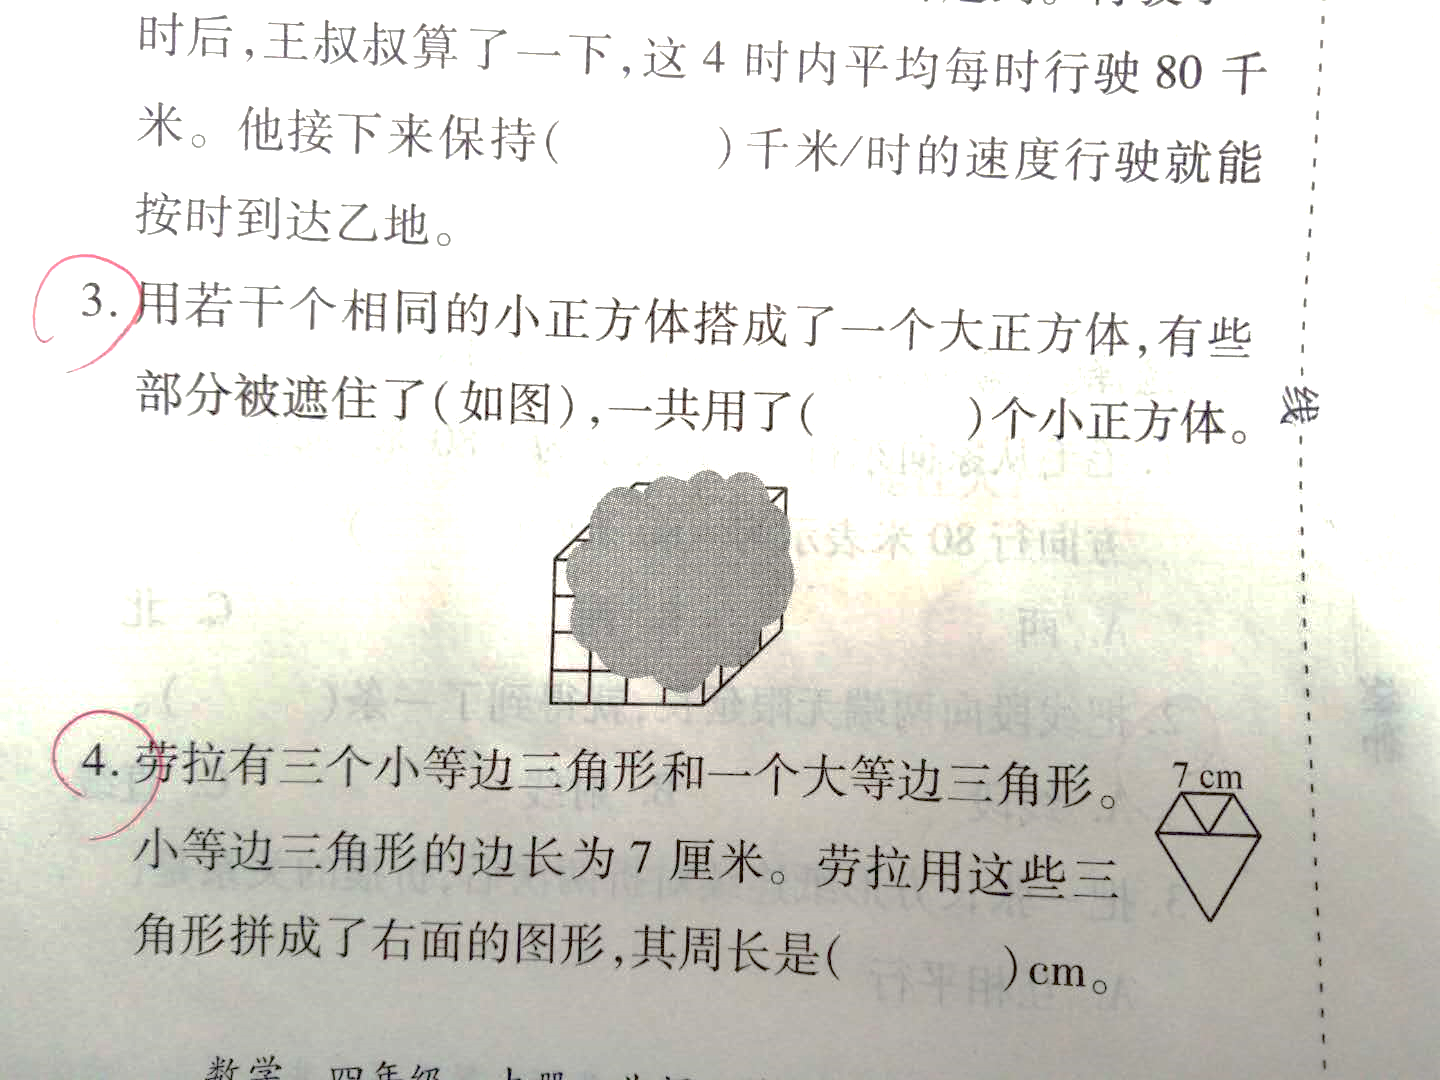 时后,王叔叔算了一下,这 4 时内平均每时行驶 80 千
米。他接下来保持(    )千米/时的速度行驶就能
按时到达乙地。
3. 用若干个相同的小正方体搭成了一个大正方体,有些
部分被遮住了(如图),一共用了(    )个小正方体。
线
4. 劳拉有三个小等边三角形和一个大等边三角形。
7 cm
小等边三角形的边长为 7 厘米。劳拉用这些三
角形拼成了右面的图形,其周长是(    )cm。
数学 四年级 上册